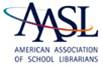 AASL
AMERICAN ASSOCIATION
OF SCHOOL LIBRARIANS